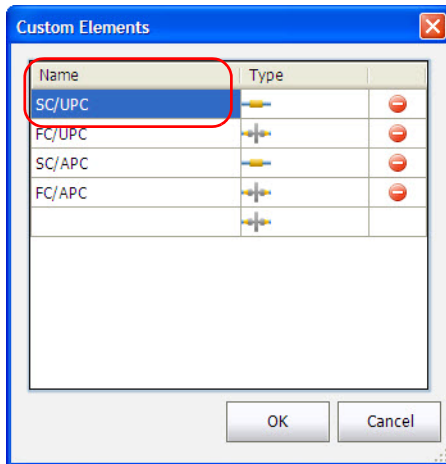 Custom Elements
Name Type
SC/UPC
FC/UPC
SC/APC
FC/APC
OK Cancel